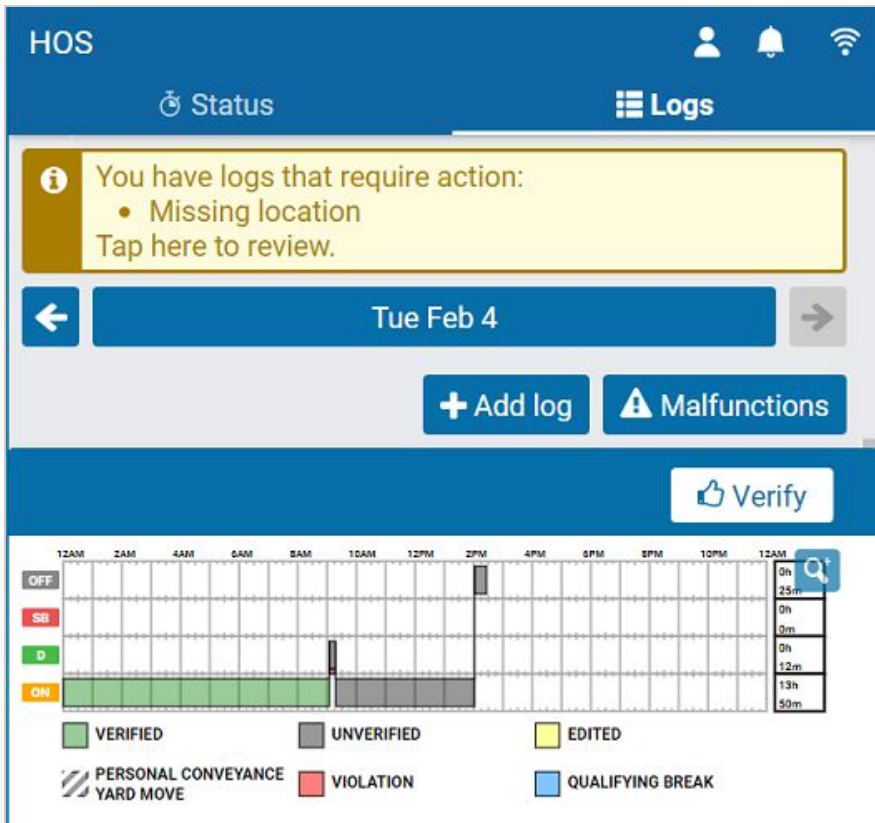 HOS
Status Logs
You have logs that require action:
• Missing location
Tap here to review.
Tue Feb 4
Add log Malfunctions
Verify
12AM 2AM 4AM 6AM 8AM 10AM 12PM 2PM 4PM 6PM 8PM 10PM 12AM
OFF 0h 25m
SB 0h 0m
D 0h 12m
ON 13h 50m
VERIFIED UNVERIFIED EDITED
PERSONAL CONVEYANCE
YARD MOVE
VIOLATION QUALIFYING BREAK